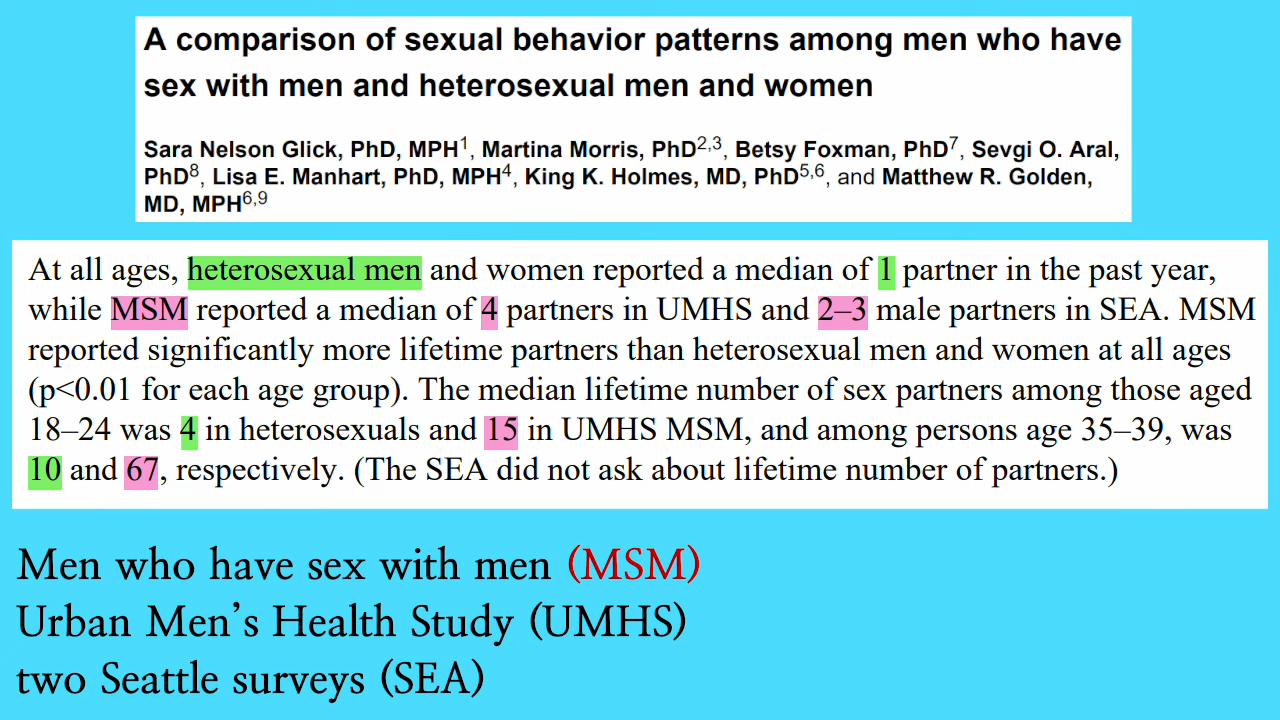 A comparison of sexual behavior patterns among men who have
sex with men and heterosexual men and women
Sara Nelson Glick, PhD, MPH1, Martina Morris, PhD2,3, Betsy Foxman, PhD7, Sevgi O. Aral,
PhD8, Lisa E. Manhart, PhD, MPH4, King K. Holmes, MD, PhD5,6, and Matthew R. Golden,
MD, MPH6,9
At all ages, heterosexual men and women reported a median of 1 partner in the past year,
while MSM reported a median of 4 partners in UMHS and 2–3 male partners in SEA. MSM
reported significantly more lifetime partners than heterosexual men and women at all ages
(p<0.01 for each age group). The median lifetime number of sex partners among those aged
18–24 was 4 in heterosexuals and 15 in UMHS MSM, and among persons age 35–39, was
10 and 67, respectively. (The SEA did not ask about lifetime number of partners.)
Men who have sex with men (MSM)
Urban Men’s Health Study (UMHS)
two Seattle surveys (SEA)